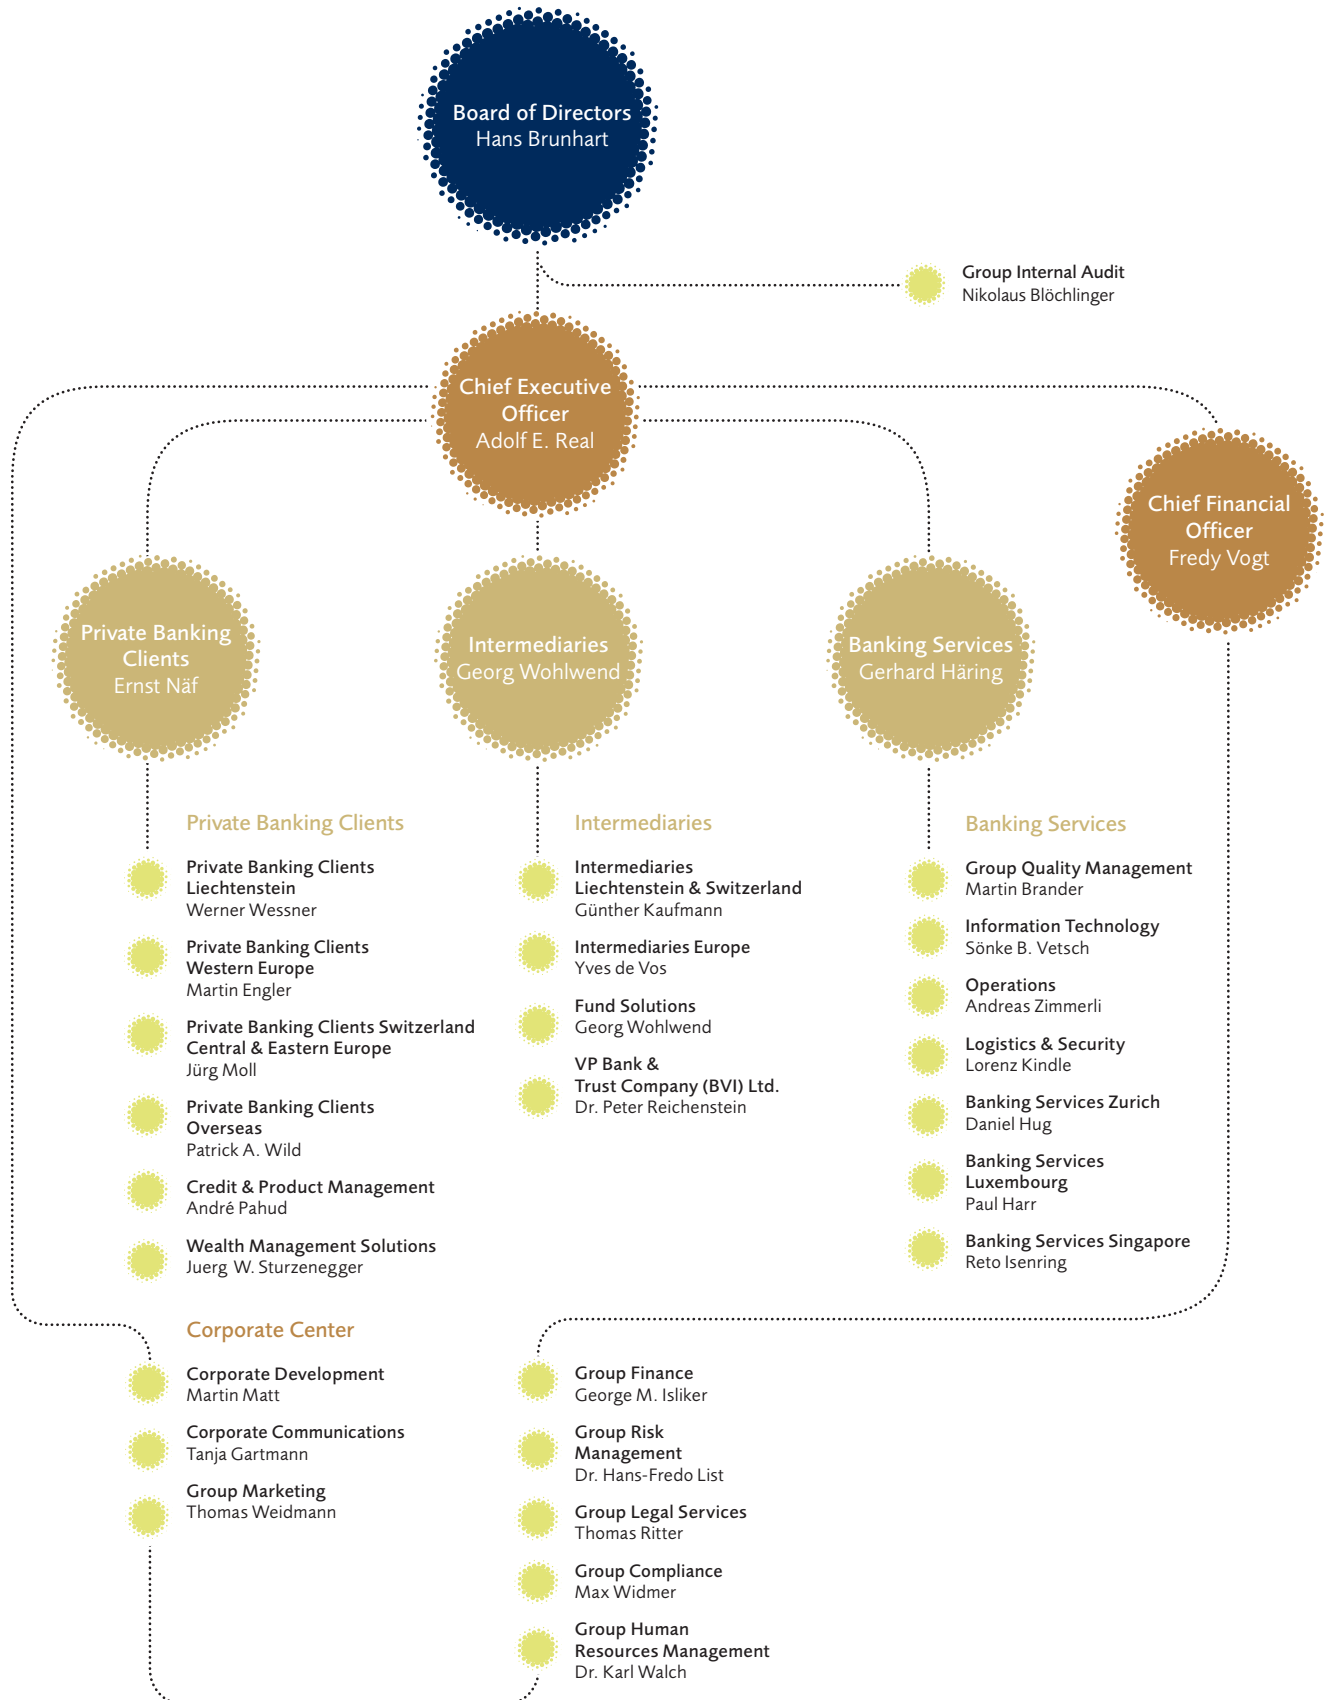 Board of Directors
Hans Brunhart
Group Internal Audit
Nikolaus Blöchlinger
Chief Executive
Officer
Adolf E. Real
Chief Financial
Officer
Fredy Vogt
Private Banking
Clients
Ernst Näf
Intermediaries
Georg Wohlwend
Banking Services
Gerhard Häring
Private Banking Clients
Private Banking Clients
Liechtenstein
Werner Wessner
Private Banking Clients
Western Europe
Martin Engler
Private Banking Clients Switzerland
Central & Eastern Europe
Jürg Moll
Private Banking Clients
Overseas
Patrick A. Wild
Credit & Product Management
André Pahud
Wealth Management Solutions
Juerg W. Sturzenegger
Intermediaries
Intermediaries
Liechtenstein & Switzerland
Günther Kaufmann
Intermediaries Europe
Yves de Vos
Fund Solutions
Georg Wohlwend
VP Bank &
Trust Company (BVI) Ltd.
Dr. Peter Reichenstein
Banking Services
Group Quality Management
Martin Brander
Information Technology
Sönke B. Vetsch
Operations
Andreas Zimmerli
Logistics & Security
Lorenz Kindle
Banking Services Zurich
Daniel Hug
Banking Services
Luxembourg
Paul Harr
Banking Services Singapore
Reto Isenring
Corporate Center
Corporate Development
Martin Matt
Corporate Communications
Tanja Gartmann
Group Marketing
Thomas Weidmann
Group Finance
George M. Isliker
Group Risk
Management
Dr. Hans-Fredo List
Group Legal Services
Thomas Ritter
Group Compliance
Max Widmer
Group Human
Resources Management
Dr. Karl Walch